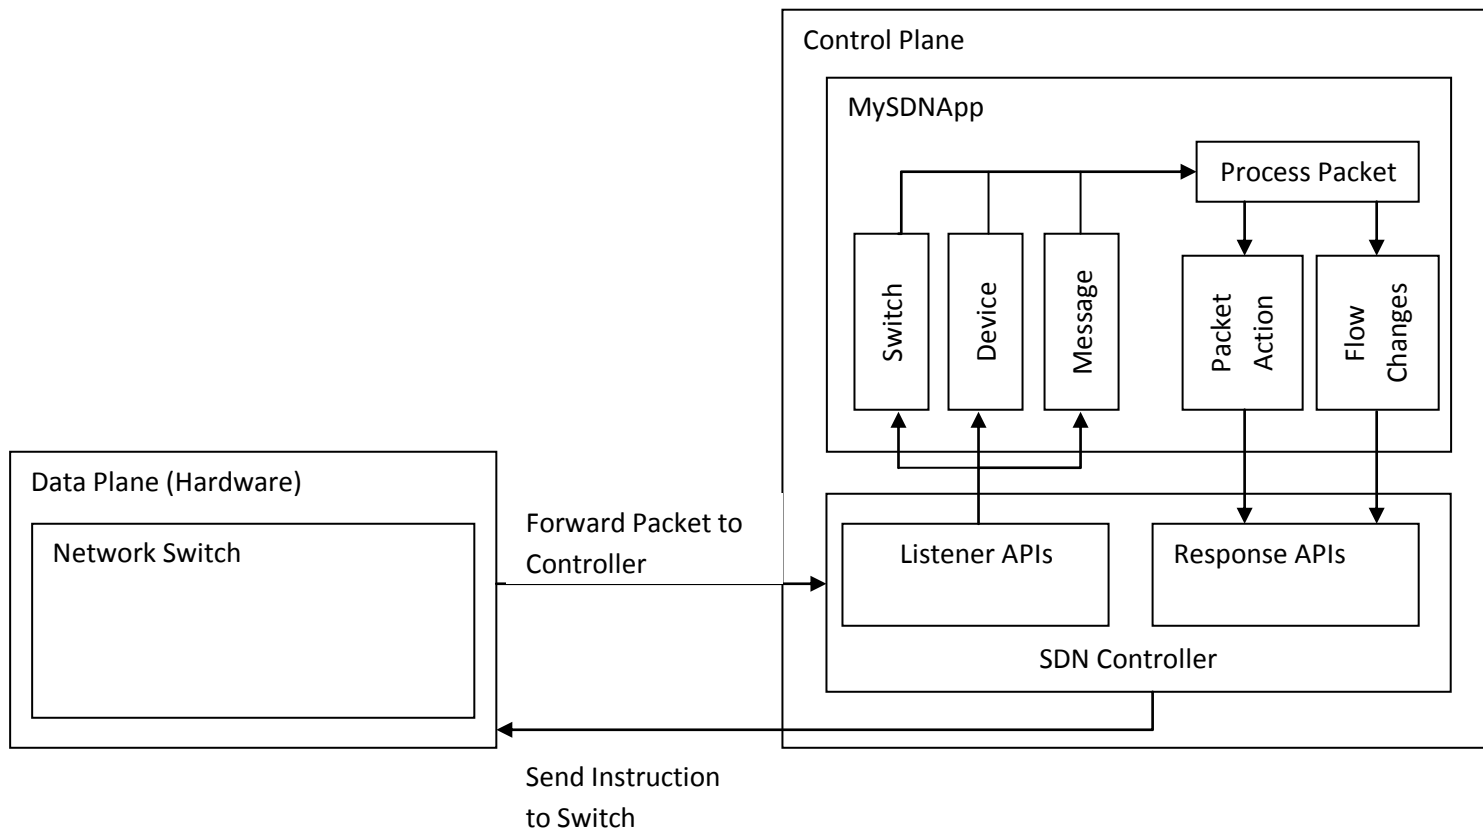 Control Plane
MySDNApp
Process Packet
Switch
Device
Message
Packet
Action
Flow
Changes
Data Plane (Hardware)
Network Switch
Forward Packet to
Controller
Listener APIs
Response APIs
SDN Controller
Send Instruction
to Switch